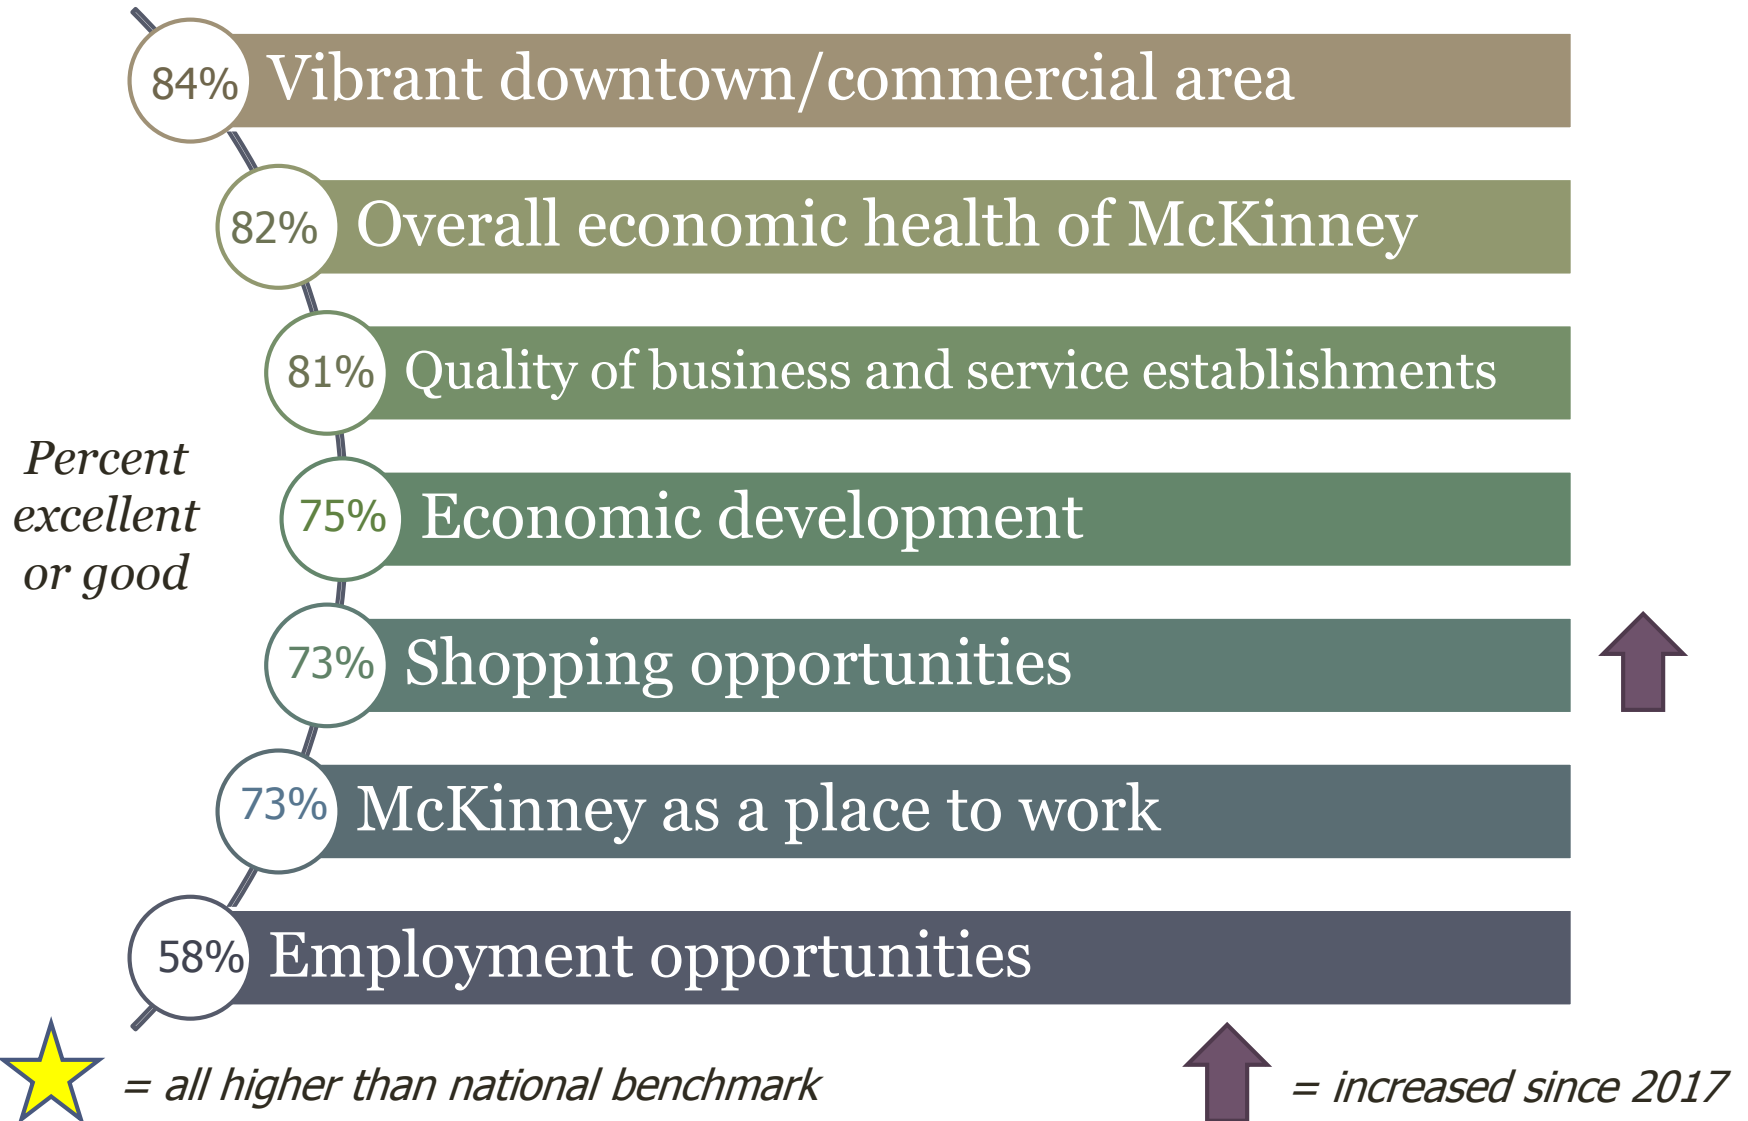 84% Vibrant downtown/commercial area
82% Overall economic health of McKinney
81% Quality of business and service establishments
Percent
excellent
or good
75% Economic development
73% Shopping opportunities
73% McKinney as a place to work
58% Employment opportunities
= all higher than national benchmark
= increased since 2017